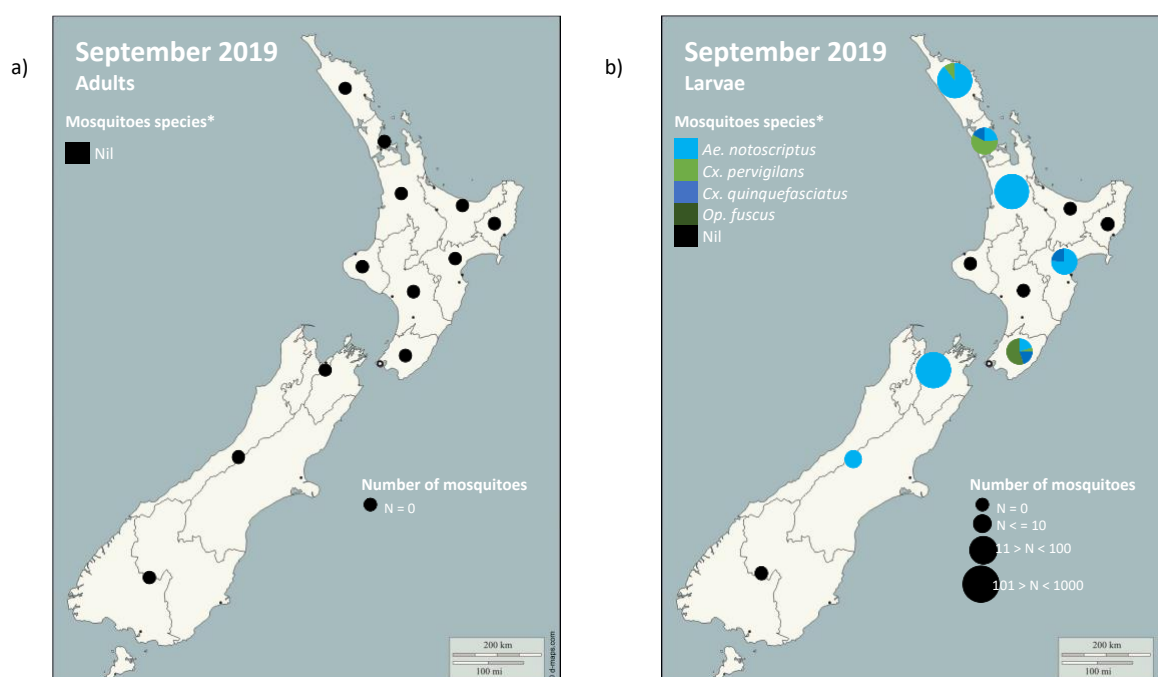 a)
September 2019
Adults
Mosquitoes species*
Nil
Number of mosquitoes
N = 0
200 km
100 mi
© d-maps.com
b)
September 2019
Larvae
Mosquitoes species*
Ae. notoscriptus
Cx. pervigilans
Cx. quinquefasciatus
Op. fuscus
Nil
Number of mosquitoes
N = 0
N < = 10
11 > N < 100
101 > N < 1000
200 km
100 mi